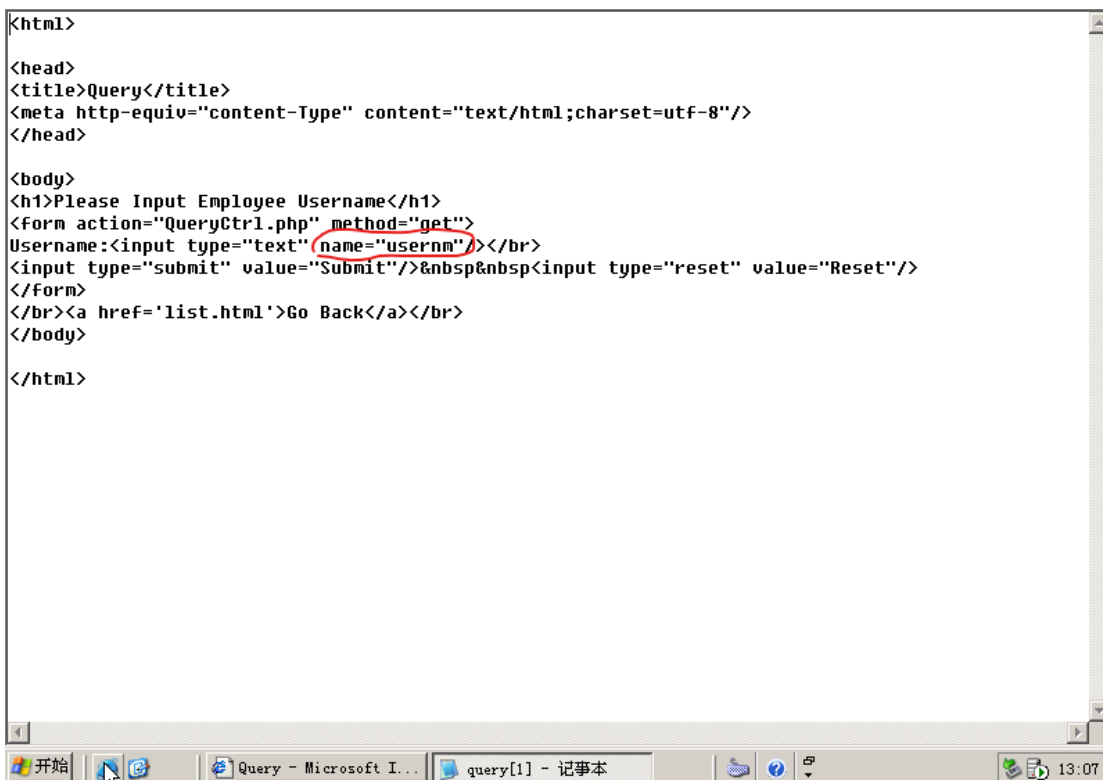 <html>
<head>
<title>Query</title>
<meta http-equiv="content-Type" content="text/html;charset=utf-8"/>
</head>
<body>
<h1>Please Input Employee Username</h1>
<form action="QueryCtrl.php" method="get">
Username:<input type="text" name="usernm"/></br>
<input type="submit" value="Submit"/>&nbsp&nbsp<input type="reset" value="Reset"/>
</form>
</br><a href='list.html'>Go Back</a></br>
</body>
</html>
开始 Query - Microsoft I... query[1] - 记事本 13:07